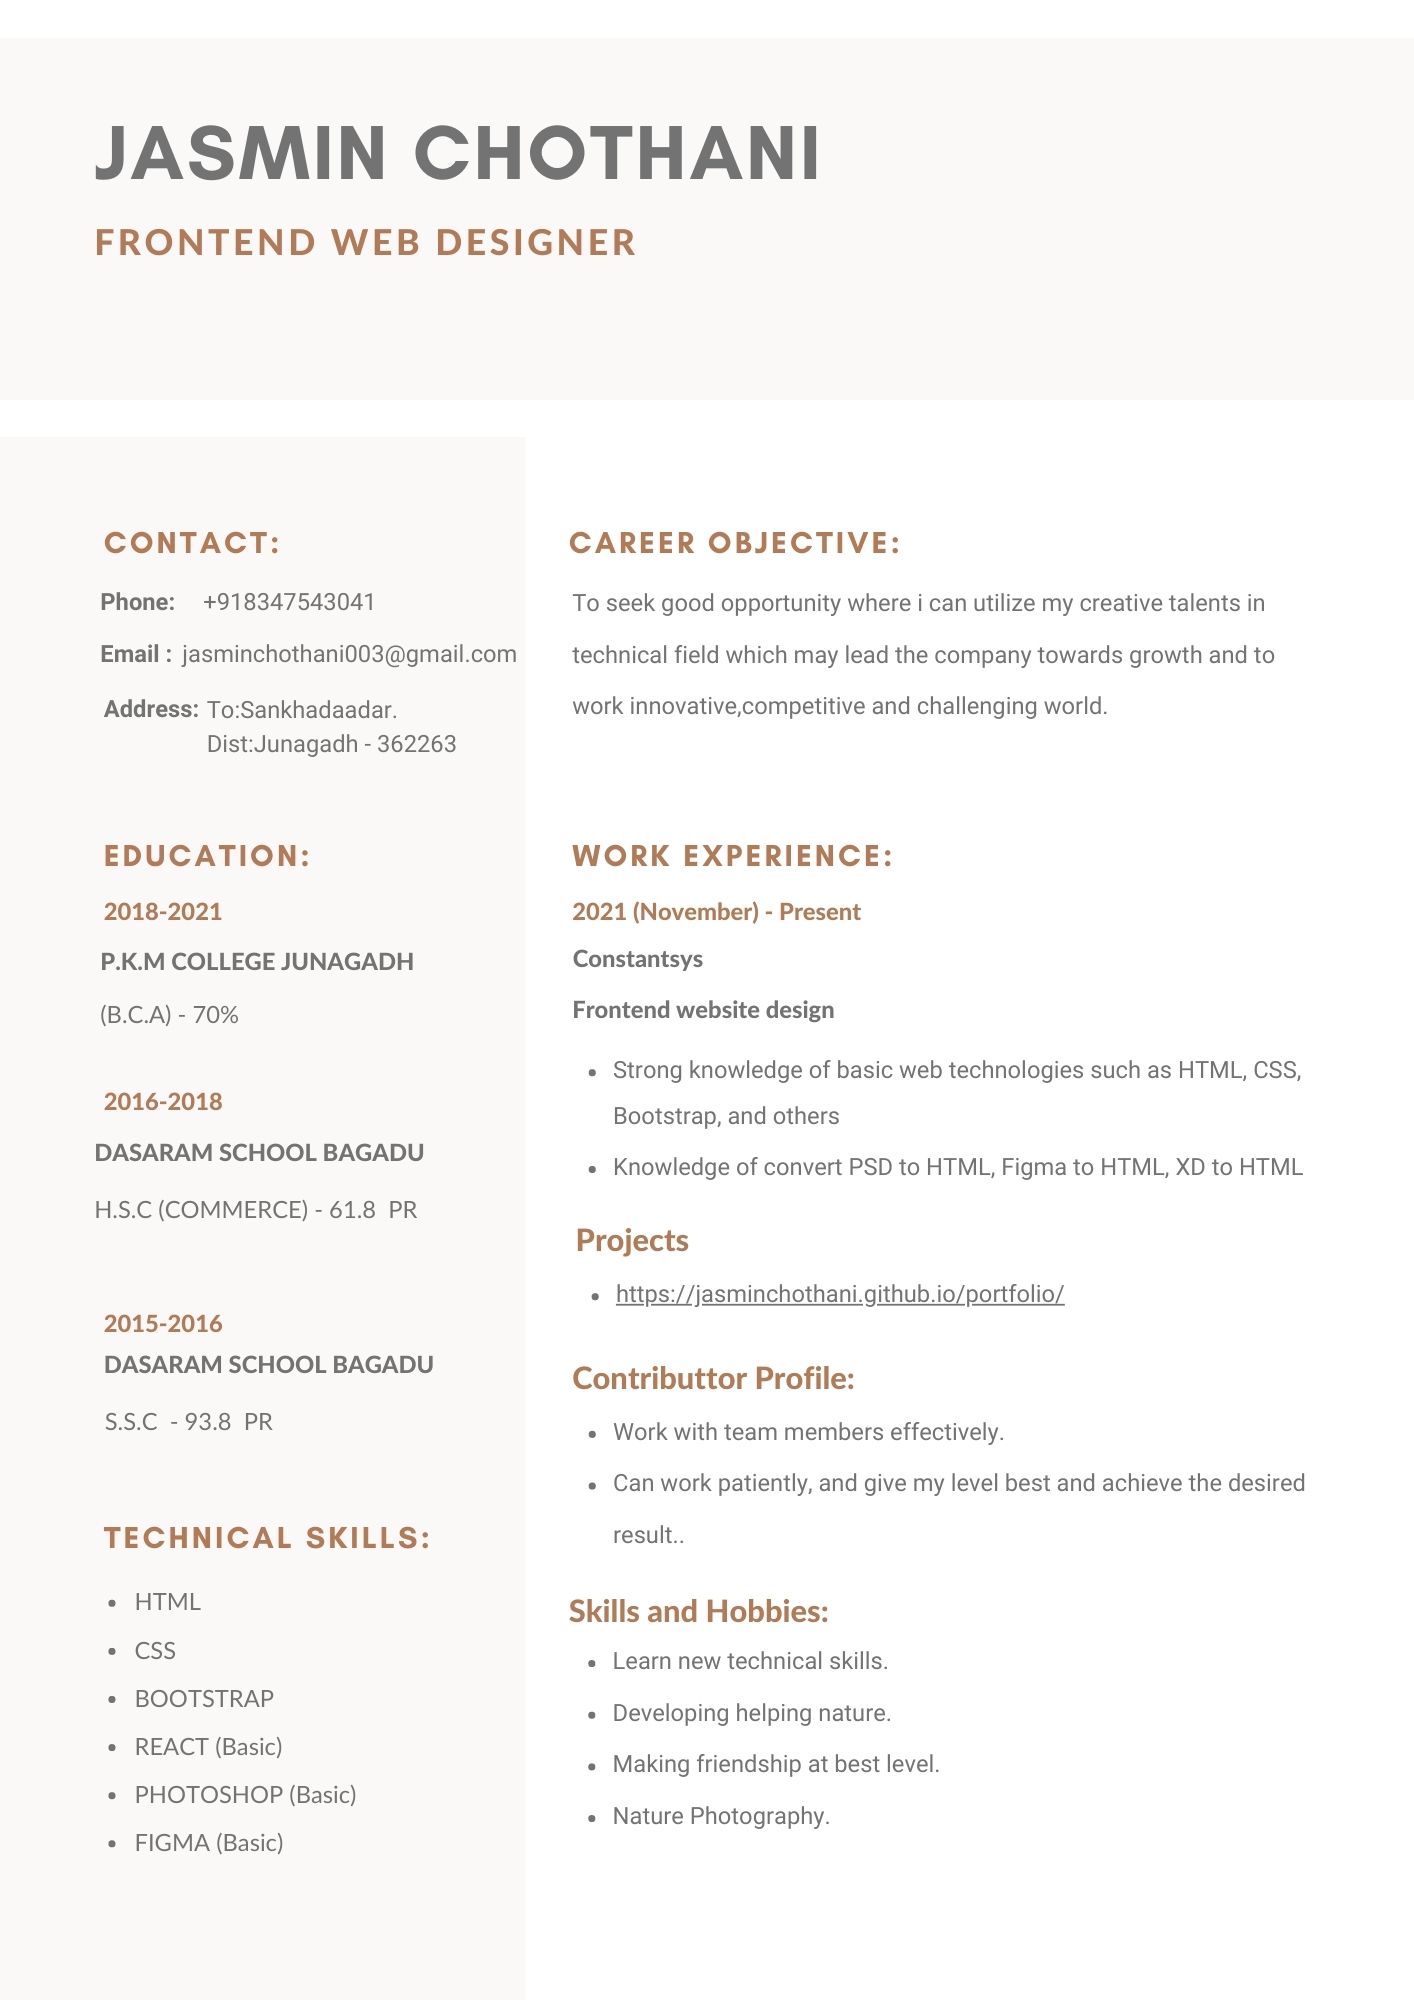 JASMIN CHOTHANI
FRONTEND WEB DESIGNER
CONTACT:
Phone: +918347543041
Email : jasminchothani003@gmail.com
Address: To:Sankhadaadar.
Dist:Junagadh - 362263
EDUCATION:
2018-2021
P.K.M COLLEGE JUNAGADH
(B.C.A) - 70%
2016-2018
DASARAM SCHOOL BAGADU
H.S.C (COMMERCE) - 61.8 PR
2015-2016
DASARAM SCHOOL BAGADU
S.S.C - 93.8 PR
TECHNICAL SKILLS:
• HTML
• CSS
• BOOTSTRAP
• REACT (Basic)
• PHOTOSHOP (Basic)
• FIGMA (Basic)
CAREER OBJECTIVE:
To seek good opportunity where i can utilize my creative talents in
technical field which may lead the company towards growth and to
work innovative,competitive and challenging world.
WORK EXPERIENCE:
2021 (November) - Present
Constantsys
Frontend website design
• Strong knowledge of basic web technologies such as HTML, CSS,
Bootstrap, and others
• Knowledge of convert PSD to HTML, Figma to HTML, XD to HTML
Projects
• https://jasminchothani.github.io/portfolio/
Contributtor Profile:
• Work with team members effectively.
• Can work patiently, and give my level best and achieve the desired
result..
Skills and Hobbies:
• Learn new technical skills.
• Developing helping nature.
• Making friendship at best level.
• Nature Photography.